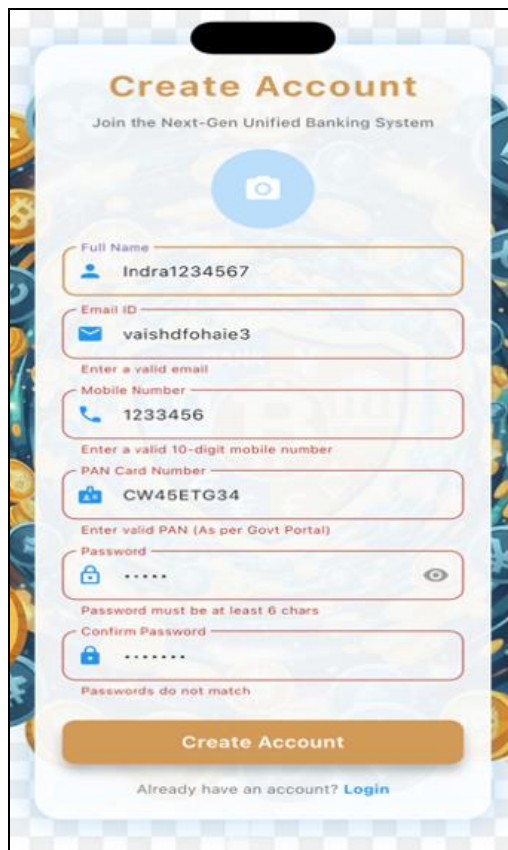 Create Account
Join the Next-Gen Unified Banking System
Full Name
Indra1234567
Email ID
vaishdfohaie3
Enter a valid email
Mobile Number
1233456
Enter a valid 10-digit mobile number
PAN Card Number
CW45ETG34
Enter valid PAN (As per Govt Portal)
Password
•••••
Password must be at least 6 chars
Confirm Password
•••••••
Passwords do not match
Create Account
Already have an account? Login